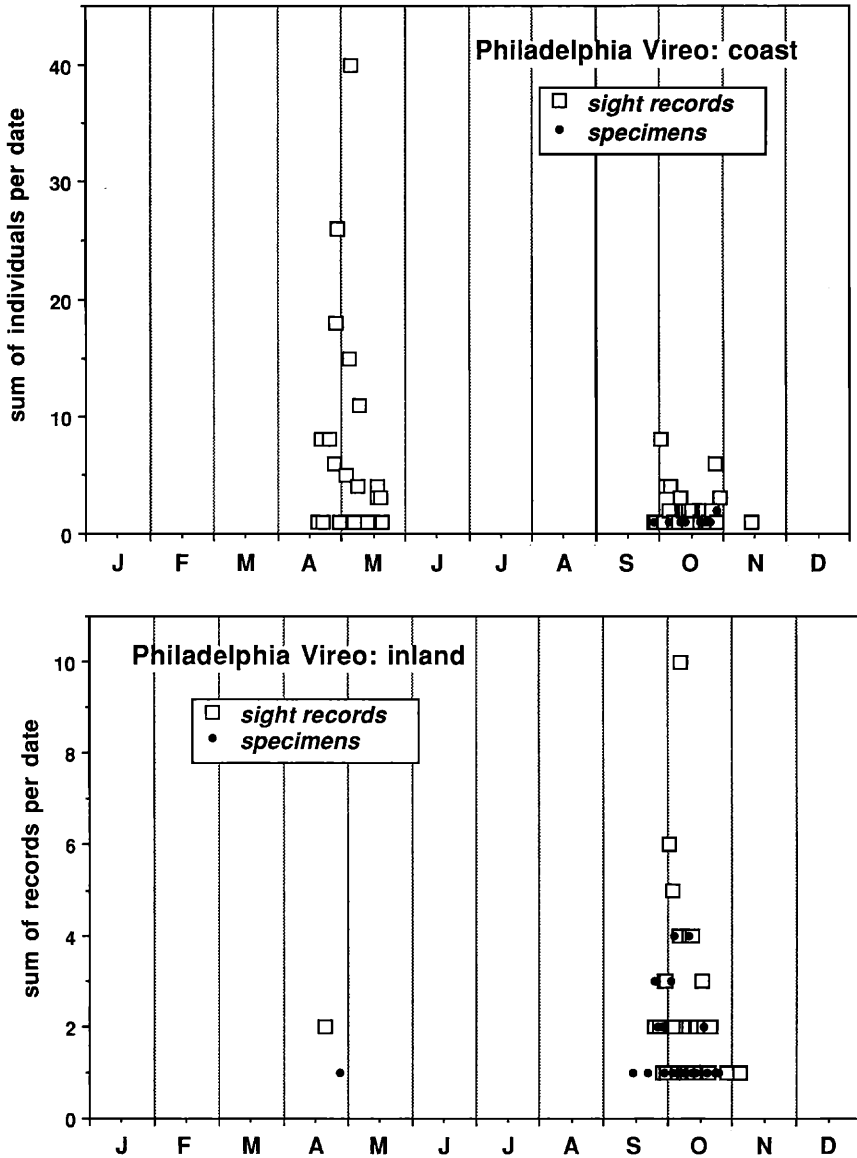 Philadelphia Vireo: coast
sight records
specimens
sum of individuals per date
40
30
20
10
0
J F M A M J J A S O N D
Philadelphia Vireo: inland
sight records
specimens
sum of records per date
10
8
6
4
2
0
J F M A M J J A S O N D